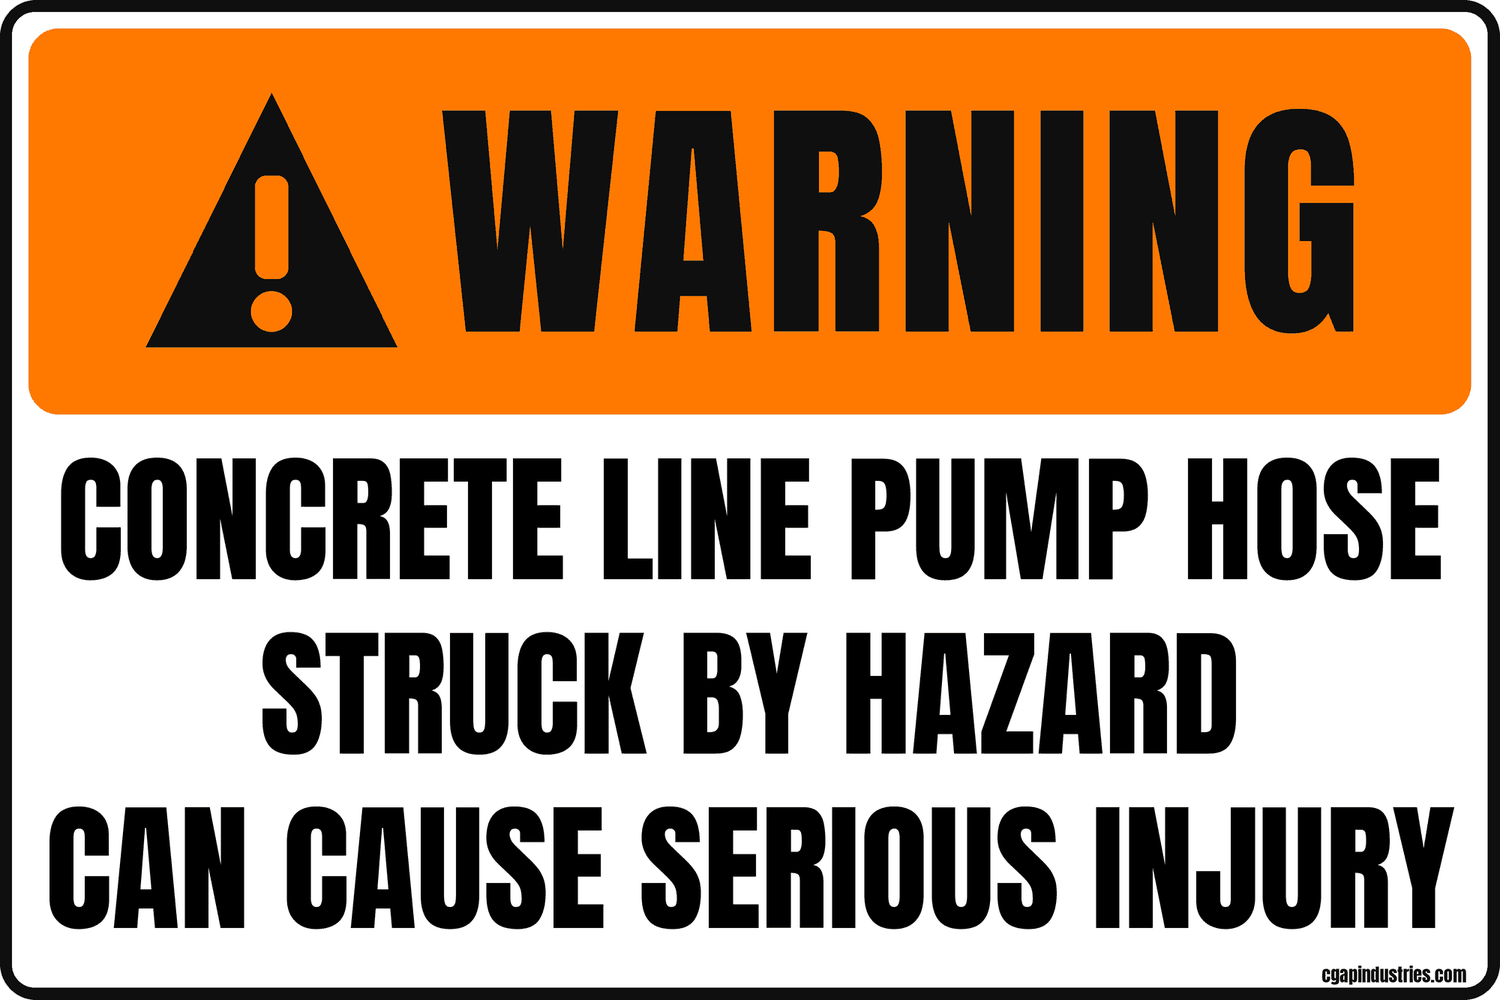 WARNING
CONCRETE LINE PUMP HOSE
STRUCK BY HAZARD
CAN CAUSE SERIOUS INJURY
cgapindustries.com